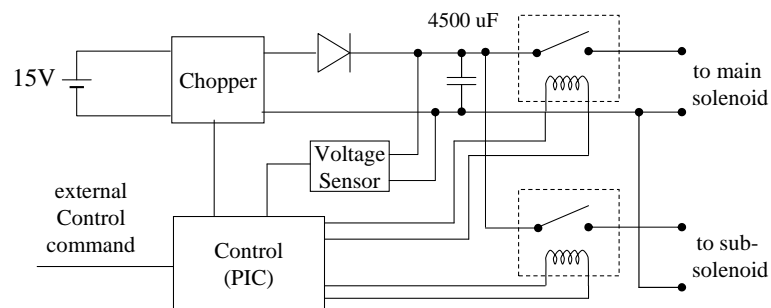 4500 uF
15V
Chopper
to main
solenoid
Voltage
Sensor
external
Control
command
Control
(PIC)
to sub-
solenoid